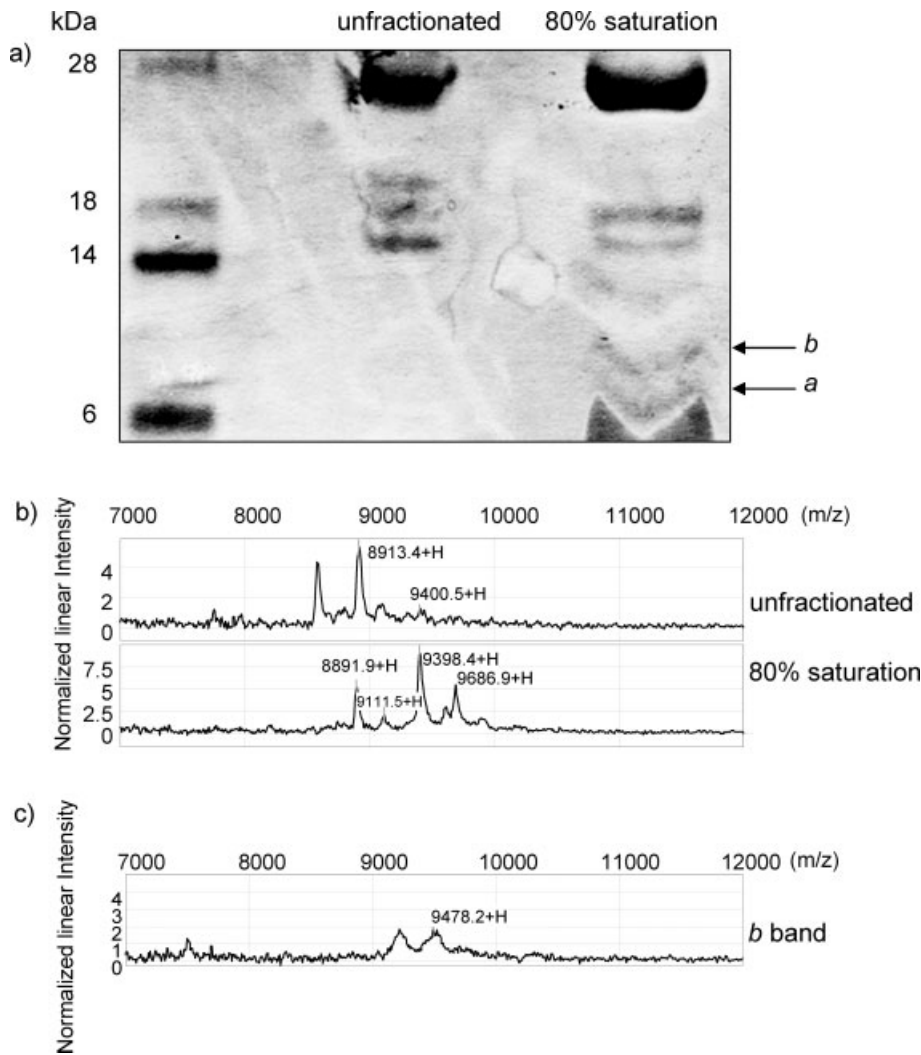 kDa unfractionated 80% saturation
a)
28
18
14
b
a
6
b)
7000 8000 9000 10000 11000 12000 (m/z)
Normalized linear Intensity
4
2
0
8913.4+H
9400.5+H
unfractionated
7.5
5
2.5
0
8891.9+H
9111.5+H
9398.4+H
9686.9+H
80% saturation
c)
7000 8000 9000 10000 11000 12000 (m/z)
Normalized linear Intensity
4
3
2
1
0
9478.2+H
b band